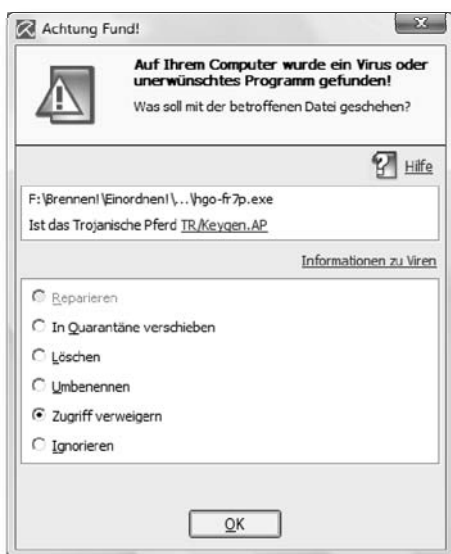 Achtung Fund!
Auf Ihrem Computer wurde ein Virus oder
unerwünschtes Programm gefunden!
Was soll mit der betroffenen Datei geschehen?
Hilfe
F:\Brennen!\Einordnen!\...\hgo-fr7p.exe
Ist das Trojanische Pferd TR/Keygen.AP
Informationen zu Viren
Reparieren
In Quarantäne verschieben
Löschen
Umbenennen
Zugriff verweigern
Ignorieren
OK